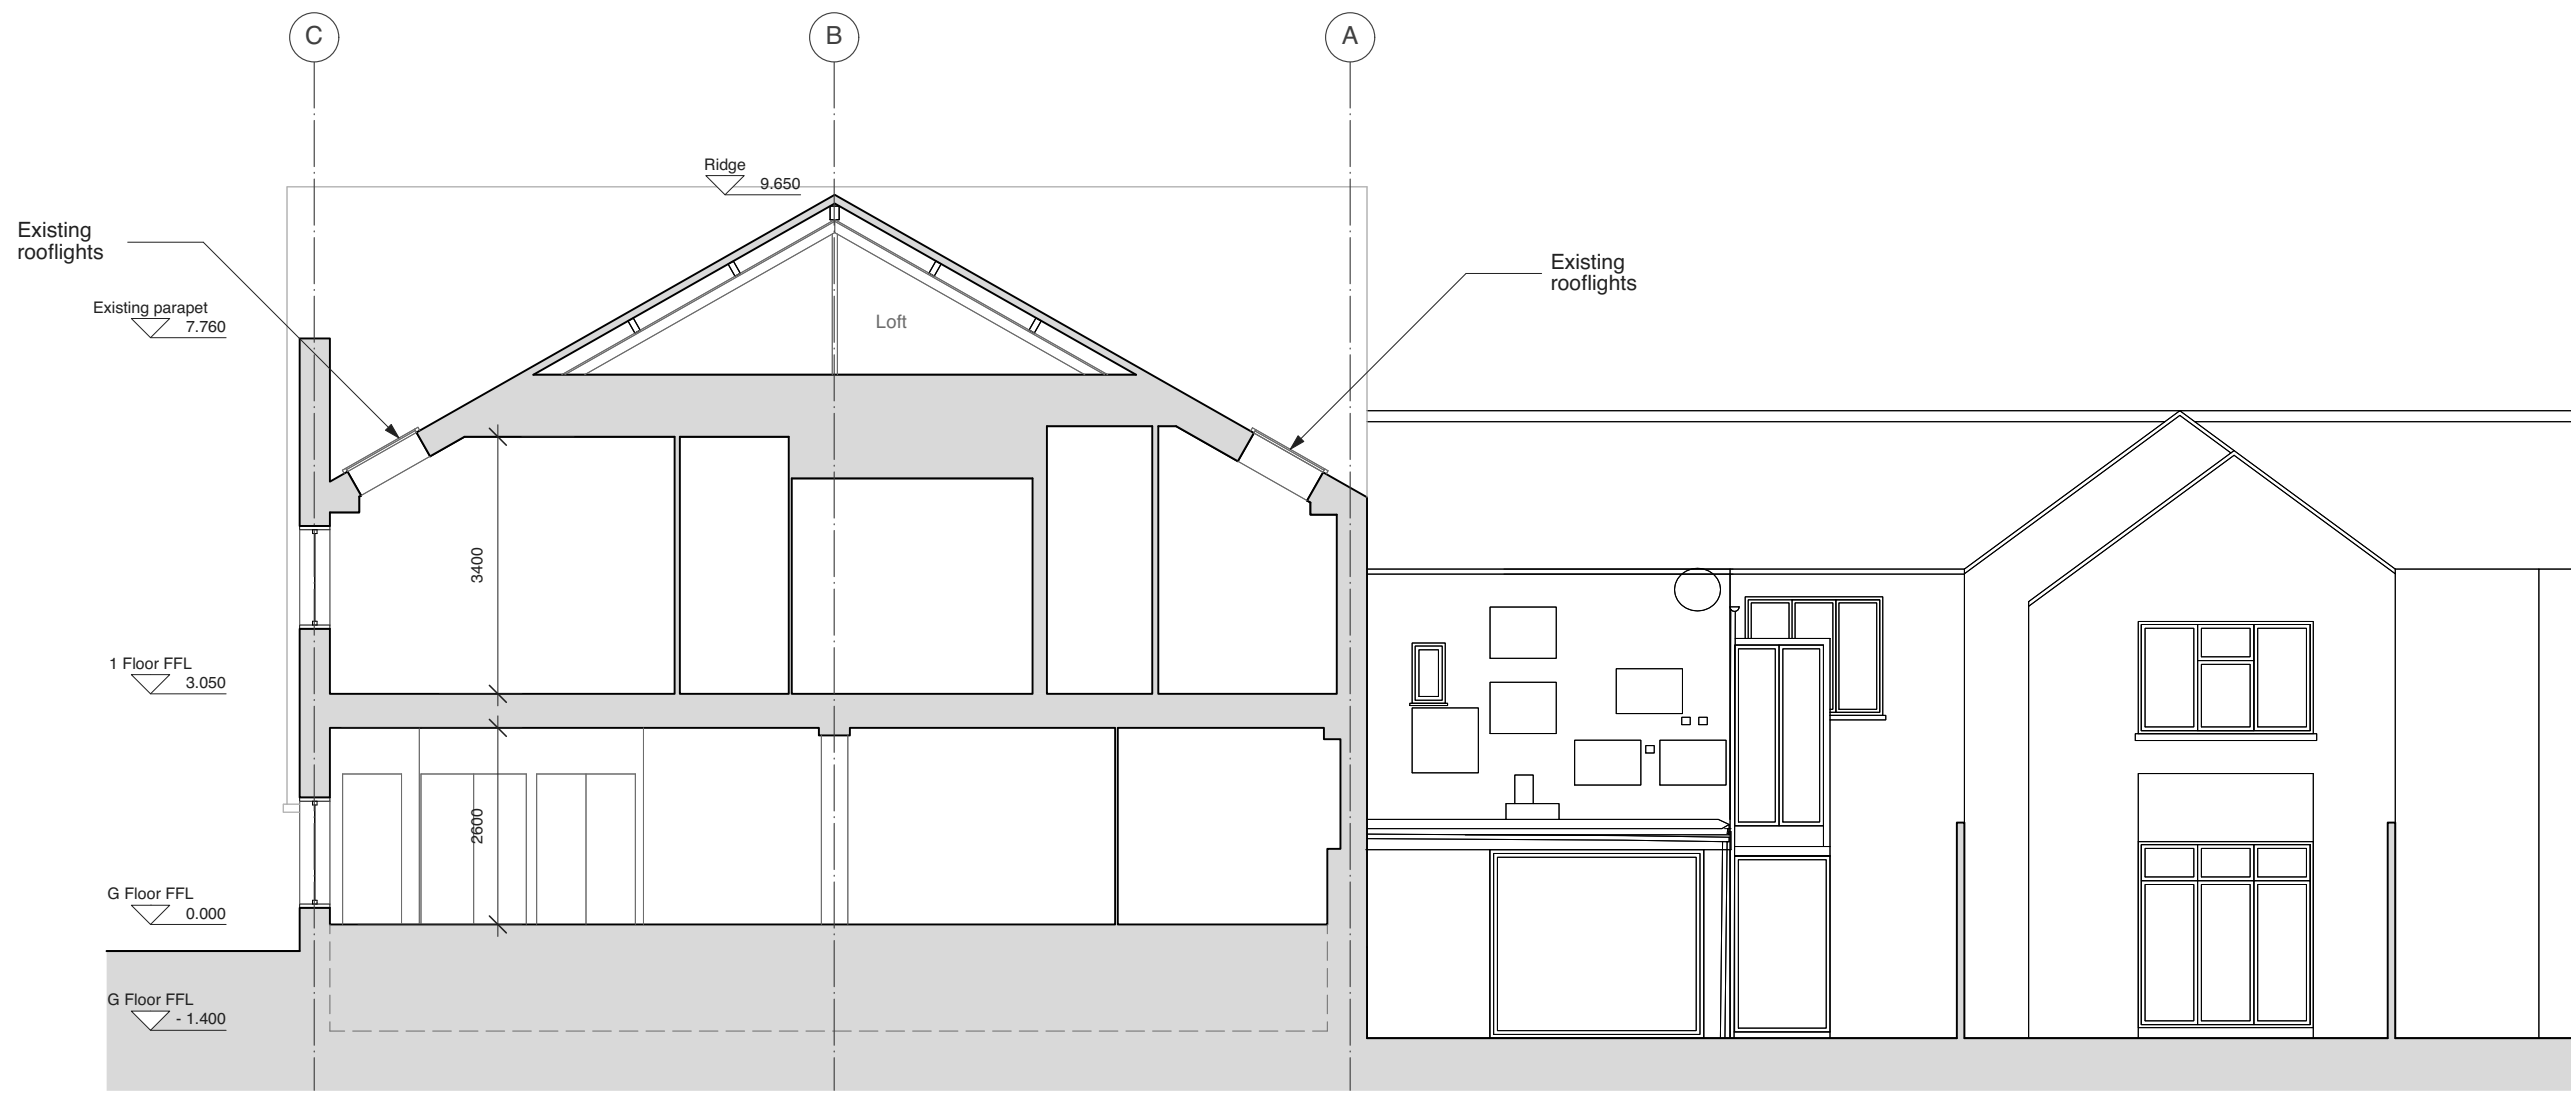 C
B
A
Ridge
9.650
Existing
rooflights
Existing
rooflights
Existing parapet
7.760
Loft
3400
1 Floor FFL
3.050
2600
G Floor FFL
0.000
G Floor FFL
- 1.400